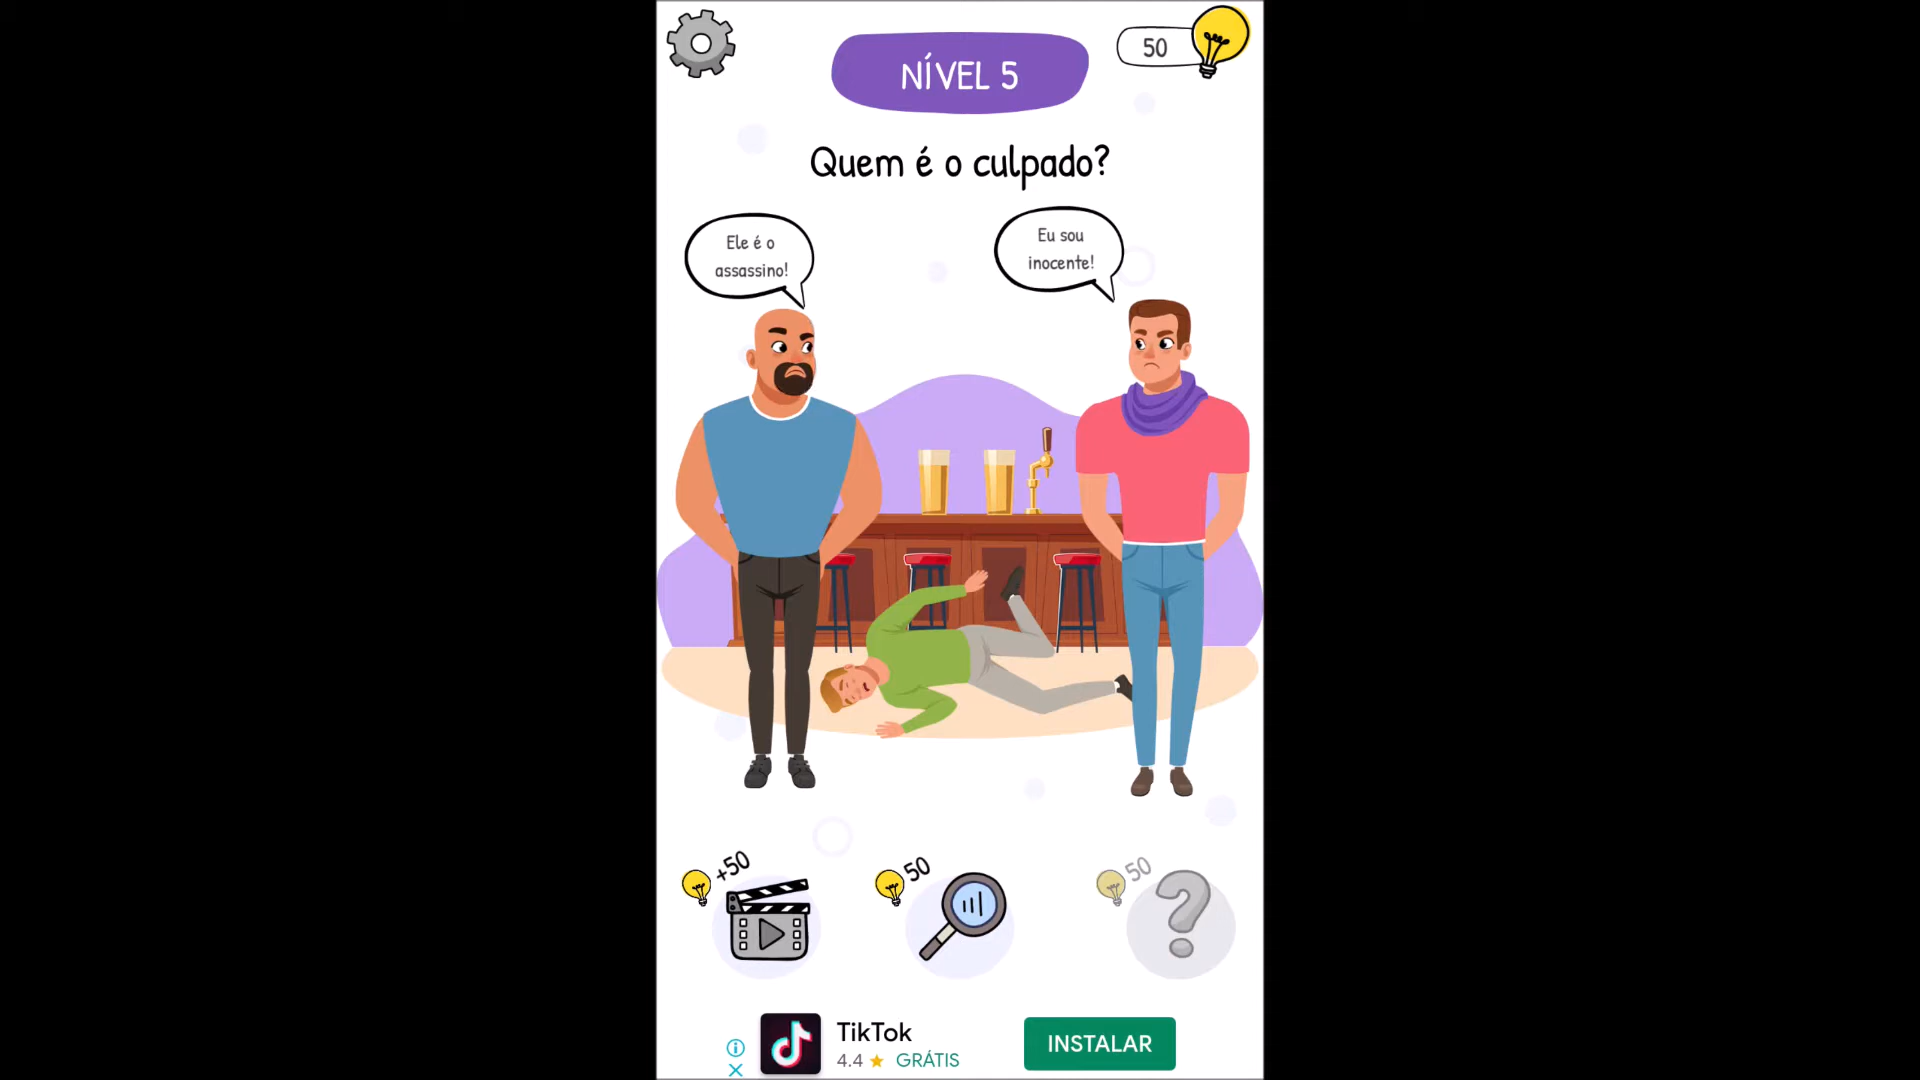 NÍVEL 5
50
Quem é o culpado?
Ele é o
assassino!
Eu sou
inocente!
+50
50
50
TikTok
4.4 ★ GRÁTIS
INSTALAR